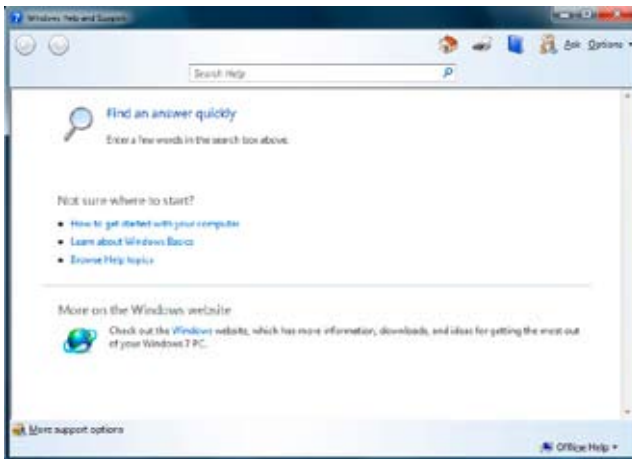 Windows Help and Support
Ask Options
Search Help
Find an answer quickly
Enter a few words in the search box above.
Not sure where to start?
How to get started with your computer
Learn about Windows Basics
Browse Help topics
More on the Windows website
Check out the Windows website, which has more information, downloads, and ideas for getting the most out
of your Windows 7 PC.
More support options
Offline Help